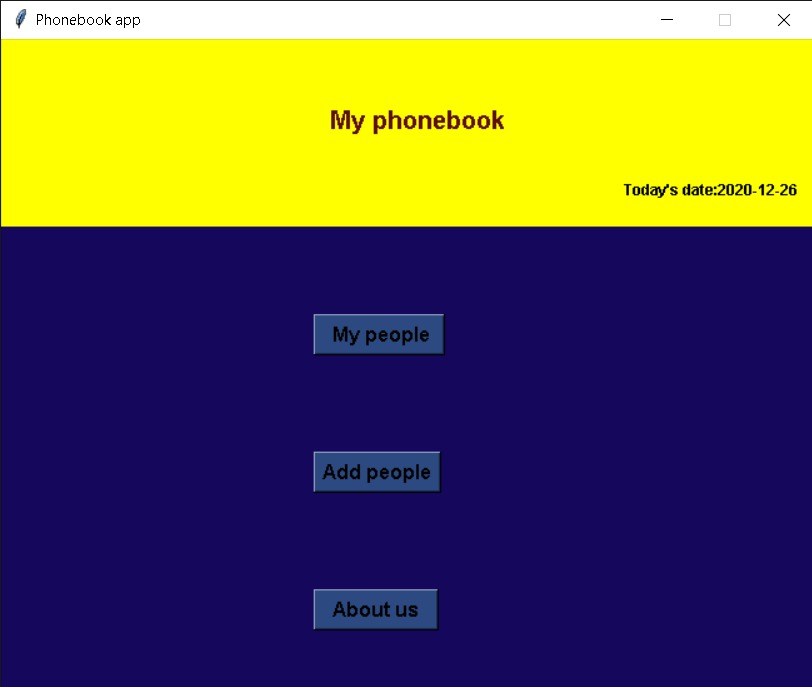 Phonebook app
My phonebook
Today's date:2020-12-26
My people
Add people
About us